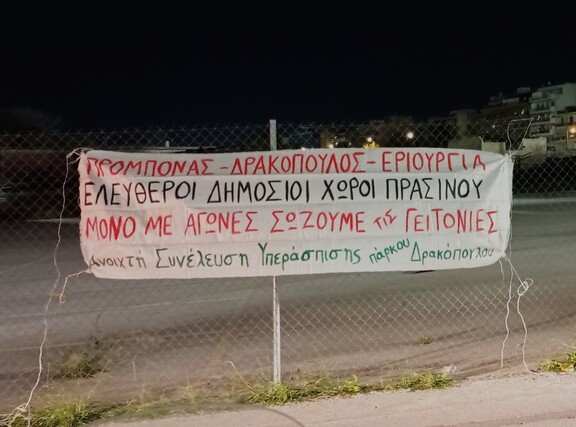 ΠΡΟΜΠΟΝΑΣ - ΔΡΑΚΟΠΟΥΛΟΣ - ΕΡΙΟΥΡΓΙΑ
ΕΛΕΥΘΕΡΟΙ ΔΗΜΟΣΙΟΙ ΧΩΡΟΙ ΠΡΑΣΙΝΟΥ
ΜΟΝΟ ΜΕ ΑΓΩΝΕΣ ΣΩΖΟΥΜΕ τις ΓΕΙΤΟΝΙΕΣ
Ανοιχτή Συνέλευση Υπεράσπισης πάρκου Δρακόπουλου